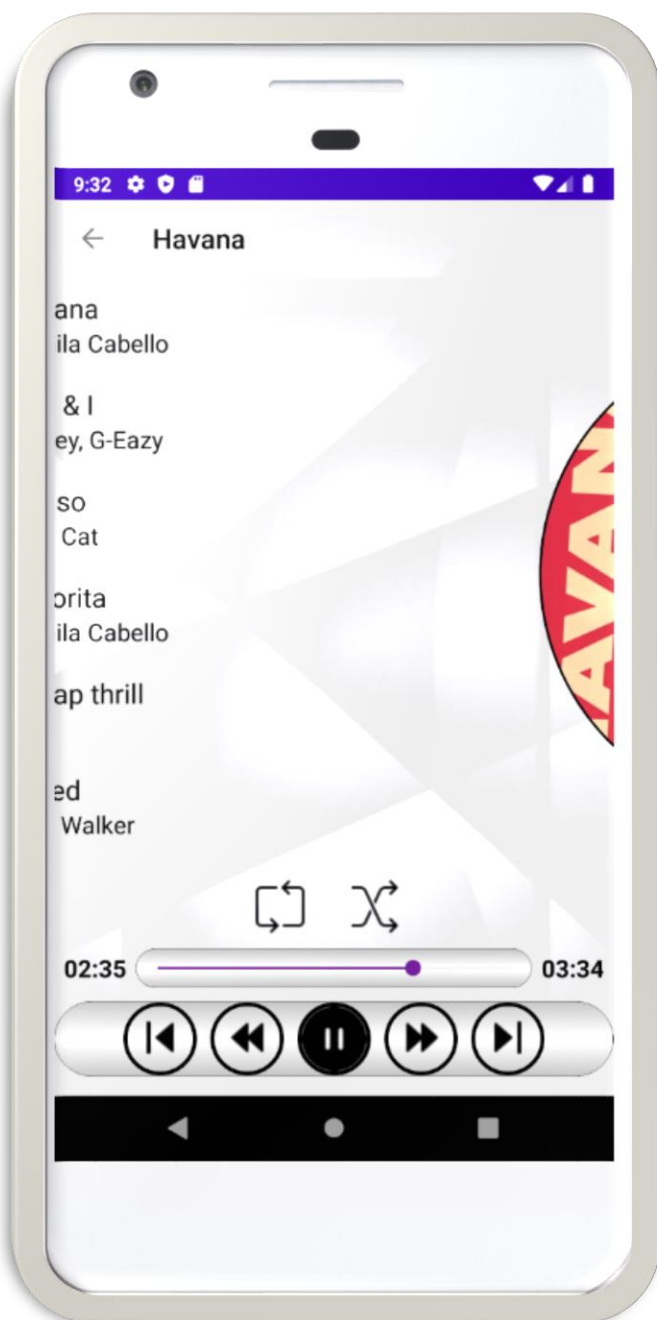 9:32
Havana
ana
ila Cabello
& I
ey, G-Eazy
so
Cat
orita
ila Cabello
ap thrill
ed
Walker
AVAN
02:35
03:34